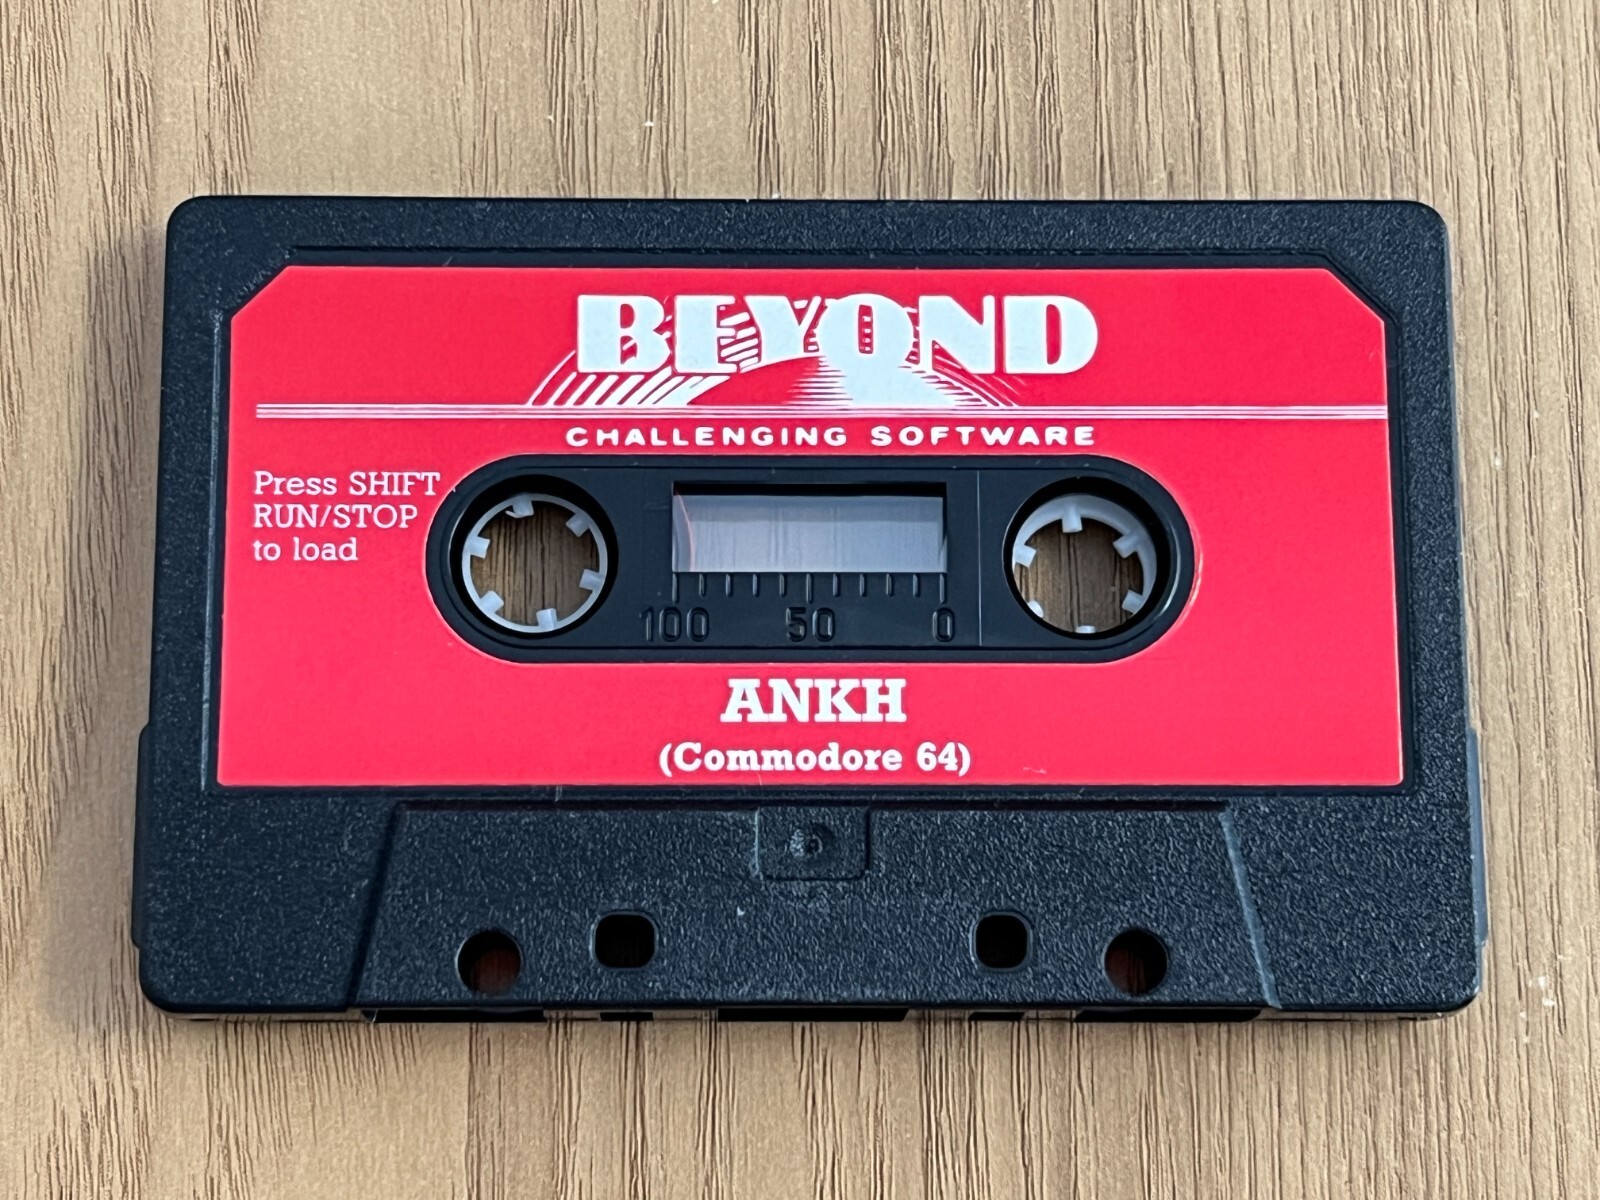 BEYOND
CHALLENGING SOFTWARE
Press SHIFT
RUN/STOP
to load
100 50 0
ANKH
(Commodore 64)